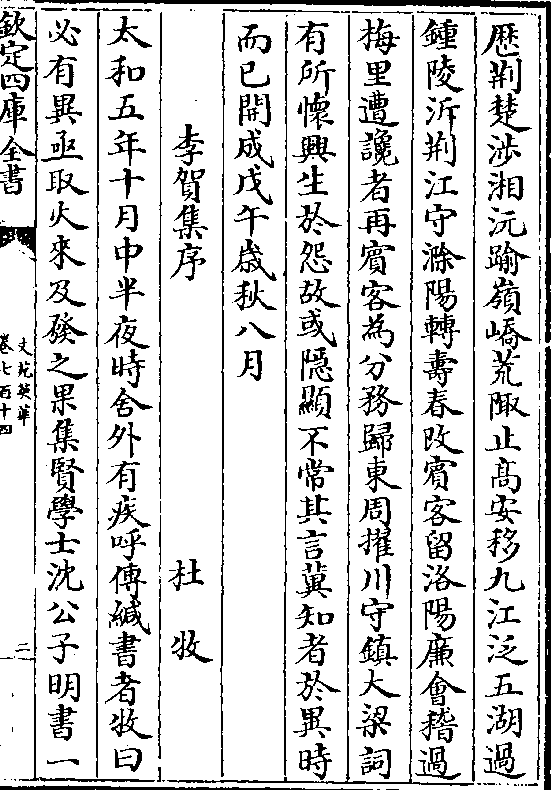 歴荆楚涉湘沅踰嶺嶠荒陬止髙安移九江泛五湖過
鍾陵泝荆江守滁陽轉壽春改賔客留洛陽廉會稽過
梅里遭讒者再賔客為分務歸東周擢川守鎮大梁詞
有所懷興生於怨故或隠顯不常其言冀知者於異時
而已開成戊午歳秋八月
李賀集序 杜牧
太和五年十月中半夜時舍外有疾呼傳緘書者牧曰
必有異亟取火來及發之果集賢學士沈公子明書一
欽定四庫全書
文苑英華
卷七百十四
三